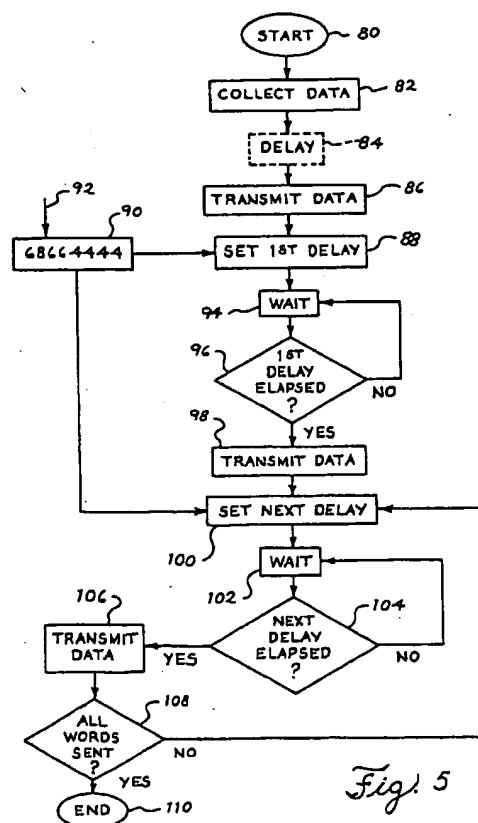 START
80
COLLECT DATA
82
DELAY
84
TRANSMIT DATA
86
92
90
68664444
SET 1ST DELAY
88
WAIT
94
96
1ST
DELAY
ELAPSED
?
NO
YES
98
TRANSMIT DATA
SET NEXT DELAY
100
WAIT
102
104
NEXT
DELAY
ELAPSED
?
NO
YES
106
TRANSMIT
DATA
108
ALL
WORDS
SENT
?
NO
YES
END
110
Fig. 5